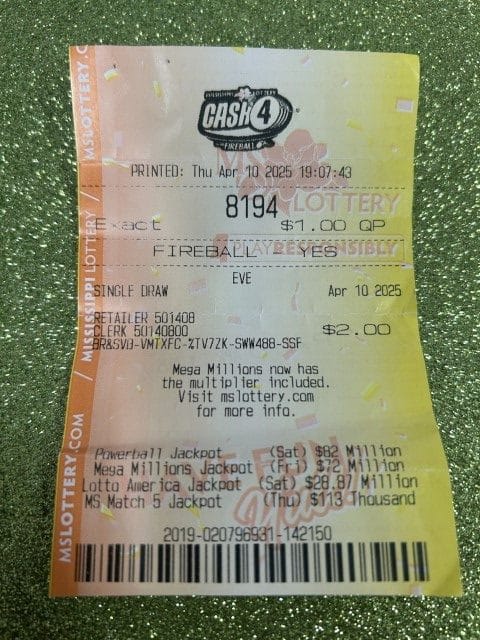 MISSISSIPPI LOTTERY
CASH 4
FIREBALL
PRINTED: Thu Apr 10 2025 19:07:43
MS
LOTTERY
8194
Exact $1.00 QP
PLAY RESPONSIBLY
FIREBALL - YES
EVE
SINGLE DRAW Apr 10 2025
RETAILER 501408
CLERK 50140800 $2.00
Mega Millions now has
the multiplier included.
Visit mslottery.com
for more info.
Powerball Jackpot (Sat) $82 Million
Mega Millions Jackpot (Fri) $72 Million
Lotto America Jackpot (Sat) $28.87 Million
MS Match 5 Jackpot (Thu) $113 Thousand
2019-020796931-142150
MSLOTTERY.COM / MISSISSIPPI LOTTERY / MSLOTTERY.C